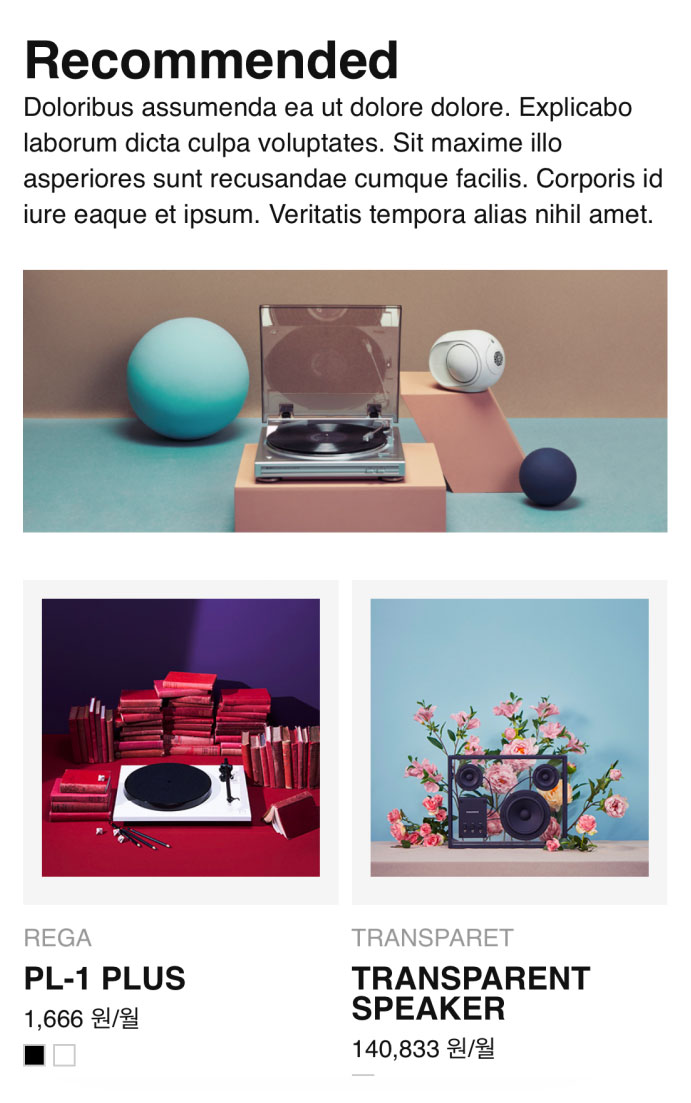 Recommended
Doloribus assumenda ea ut dolore dolore. Explicabo
laborum dicta culpa voluptates. Sit maxime illo
asperiores sunt recusandae cumque facilis. Corporis id
iure eaque et ipsum. Veritatis tempora alias nihil amet.
REGA
PL-1 PLUS
1,666 원/월
TRANSPARET
TRANSPARENT
SPEAKER
140,833 원/월